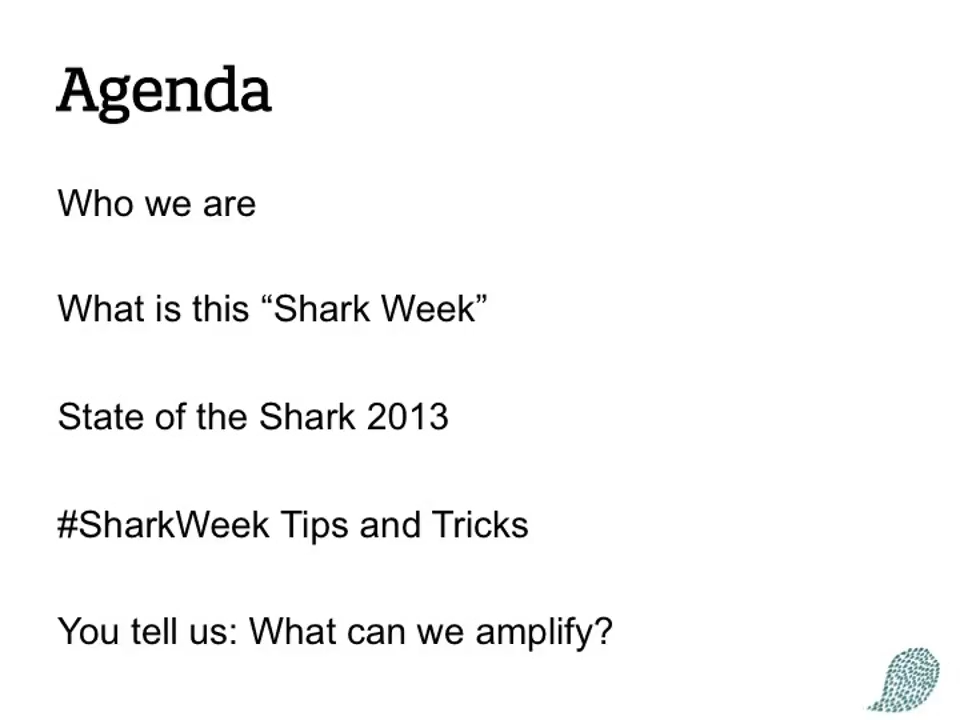 Agenda
Who we are
What is this “Shark Week”
State of the Shark 2013
#SharkWeek Tips and Tricks
You tell us: What can we amplify?